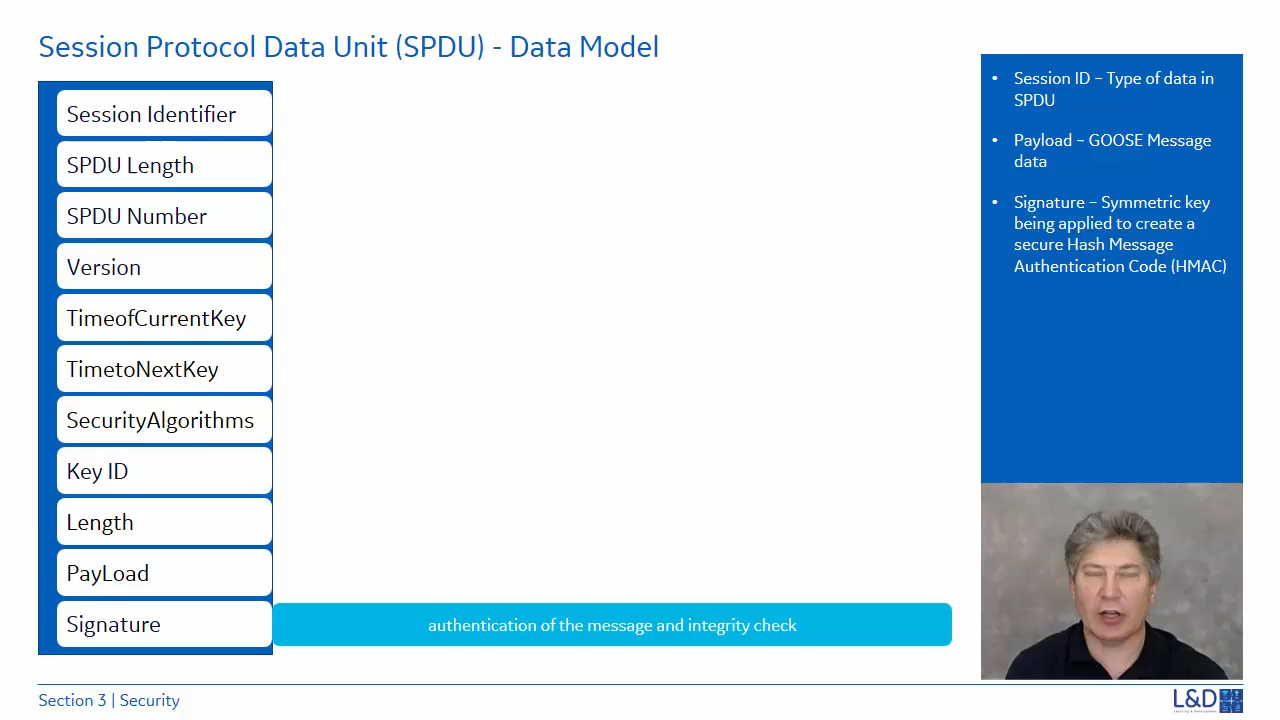 Session Protocol Data Unit (SPDU) - Data Model
Session Identifier
SPDU Length
SPDU Number
Version
TimeofCurrentKey
TimetoNextKey
SecurityAlgorithms
Key ID
Length
PayLoad
Signature
authentication of the message and integrity check
• Session ID – Type of data in
SPDU
• Payload – GOOSE Message
data
• Signature – Symmetric key
being applied to create a
secure Hash Message
Authentication Code (HMAC)
Section 3 | Security
L&D